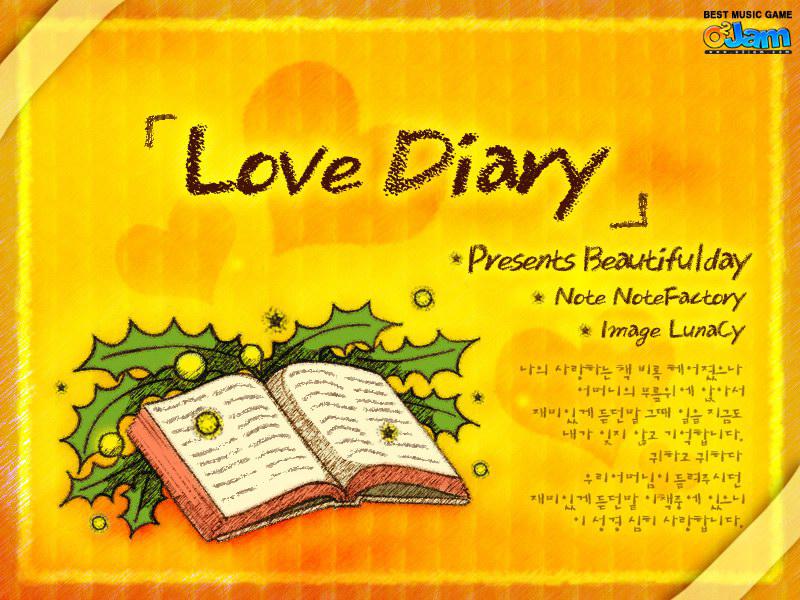 BEST MUSIC GAME
O2Jam
www.o2jam.com
「Love Diary」
Presents Beautifulday
Note NoteFactory
Image LunaCy
나의 사랑하는 책 비록 헤어졌으나
어머니의 무릎위에 앉아서
재미있게 듣던말 그때 일을 지금도
내가 잊지 않고 기억합니다.
귀하고 귀하다
우리어머님이 들려주시던
재미있게 듣던말 이책중에 있으니
이 성경 심히 사랑합니다.